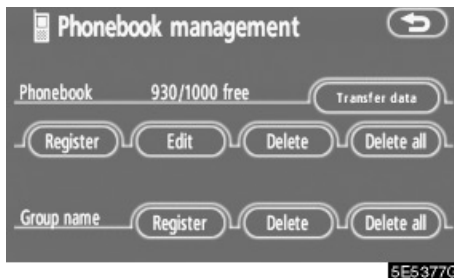 Phonebook management
Phonebook 930/1000 free Transfer data
Register Edit Delete Delete all
Group name Register Delete Delete all
5E5377G